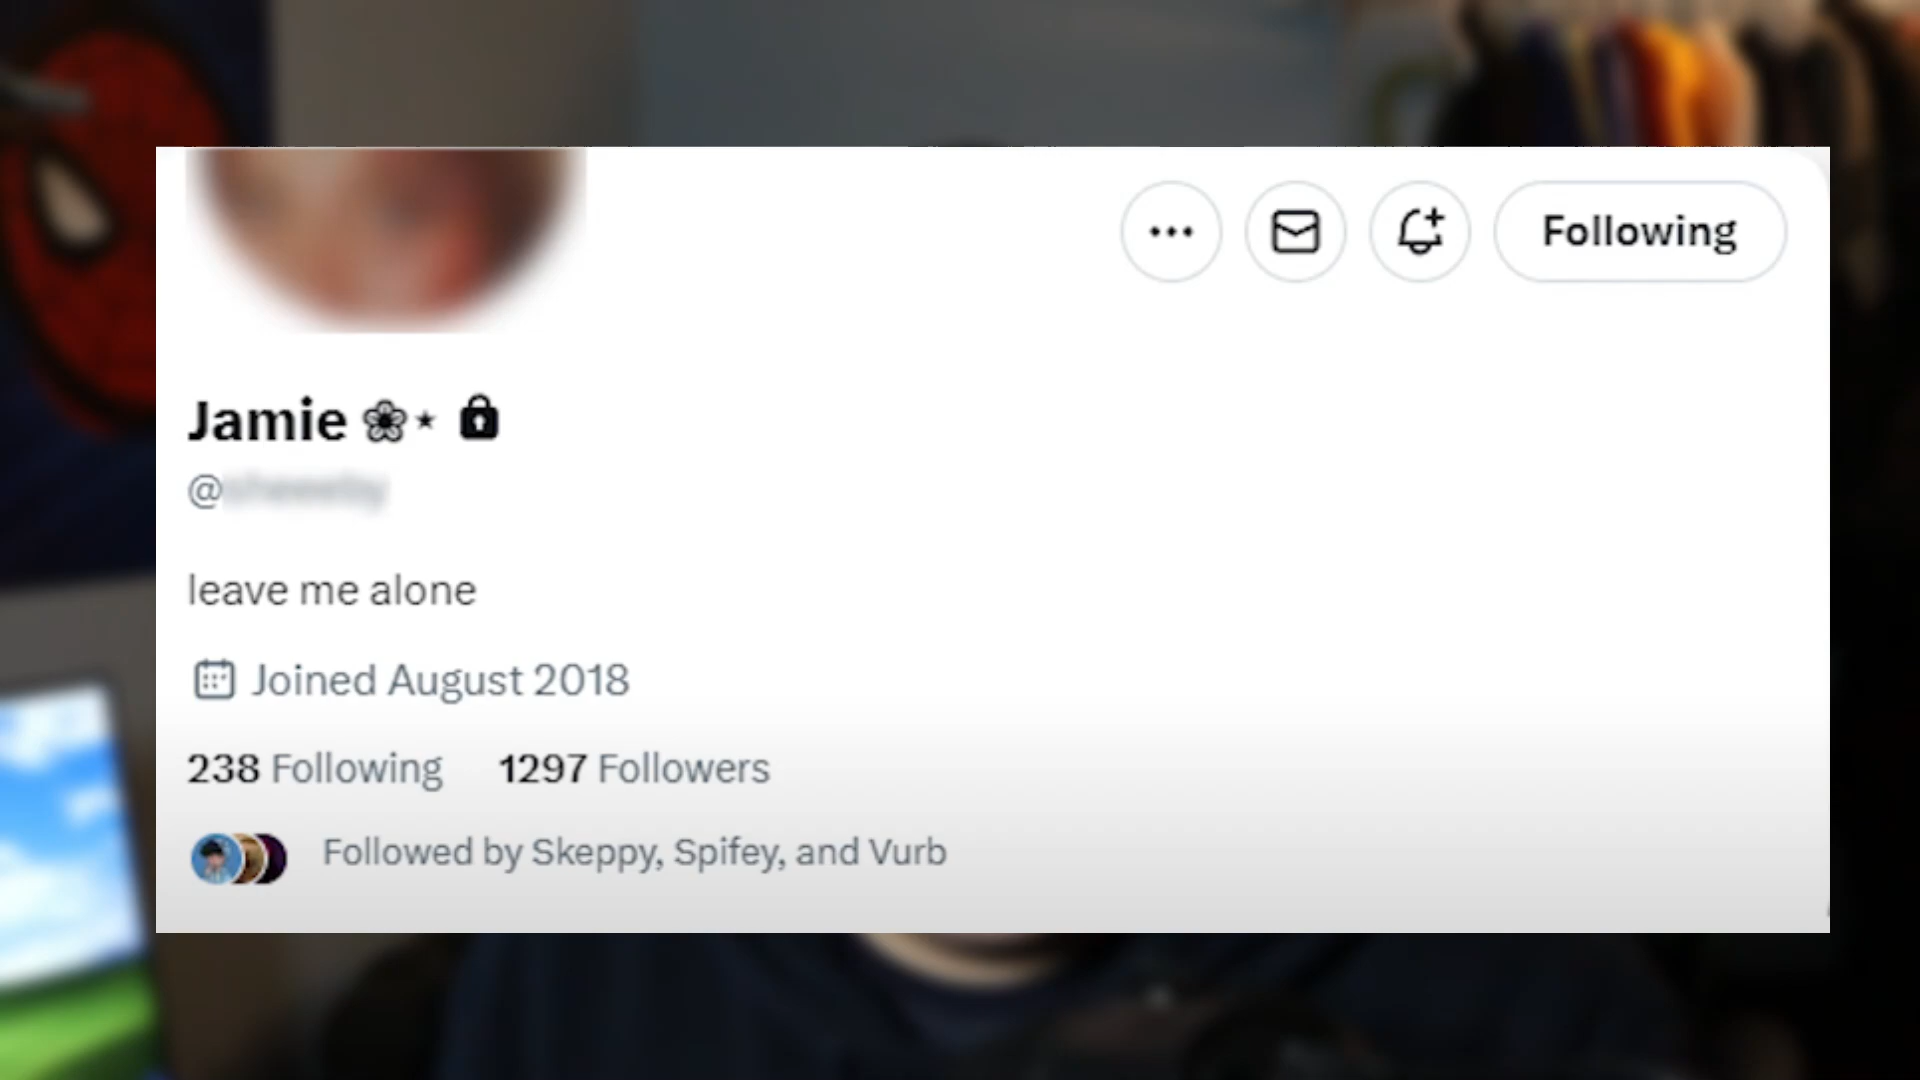 Following
Jamie ❀⋆
@
leave me alone
Joined August 2018
238 Following 1297 Followers
Followed by Skeppy, Spifey, and Vurb